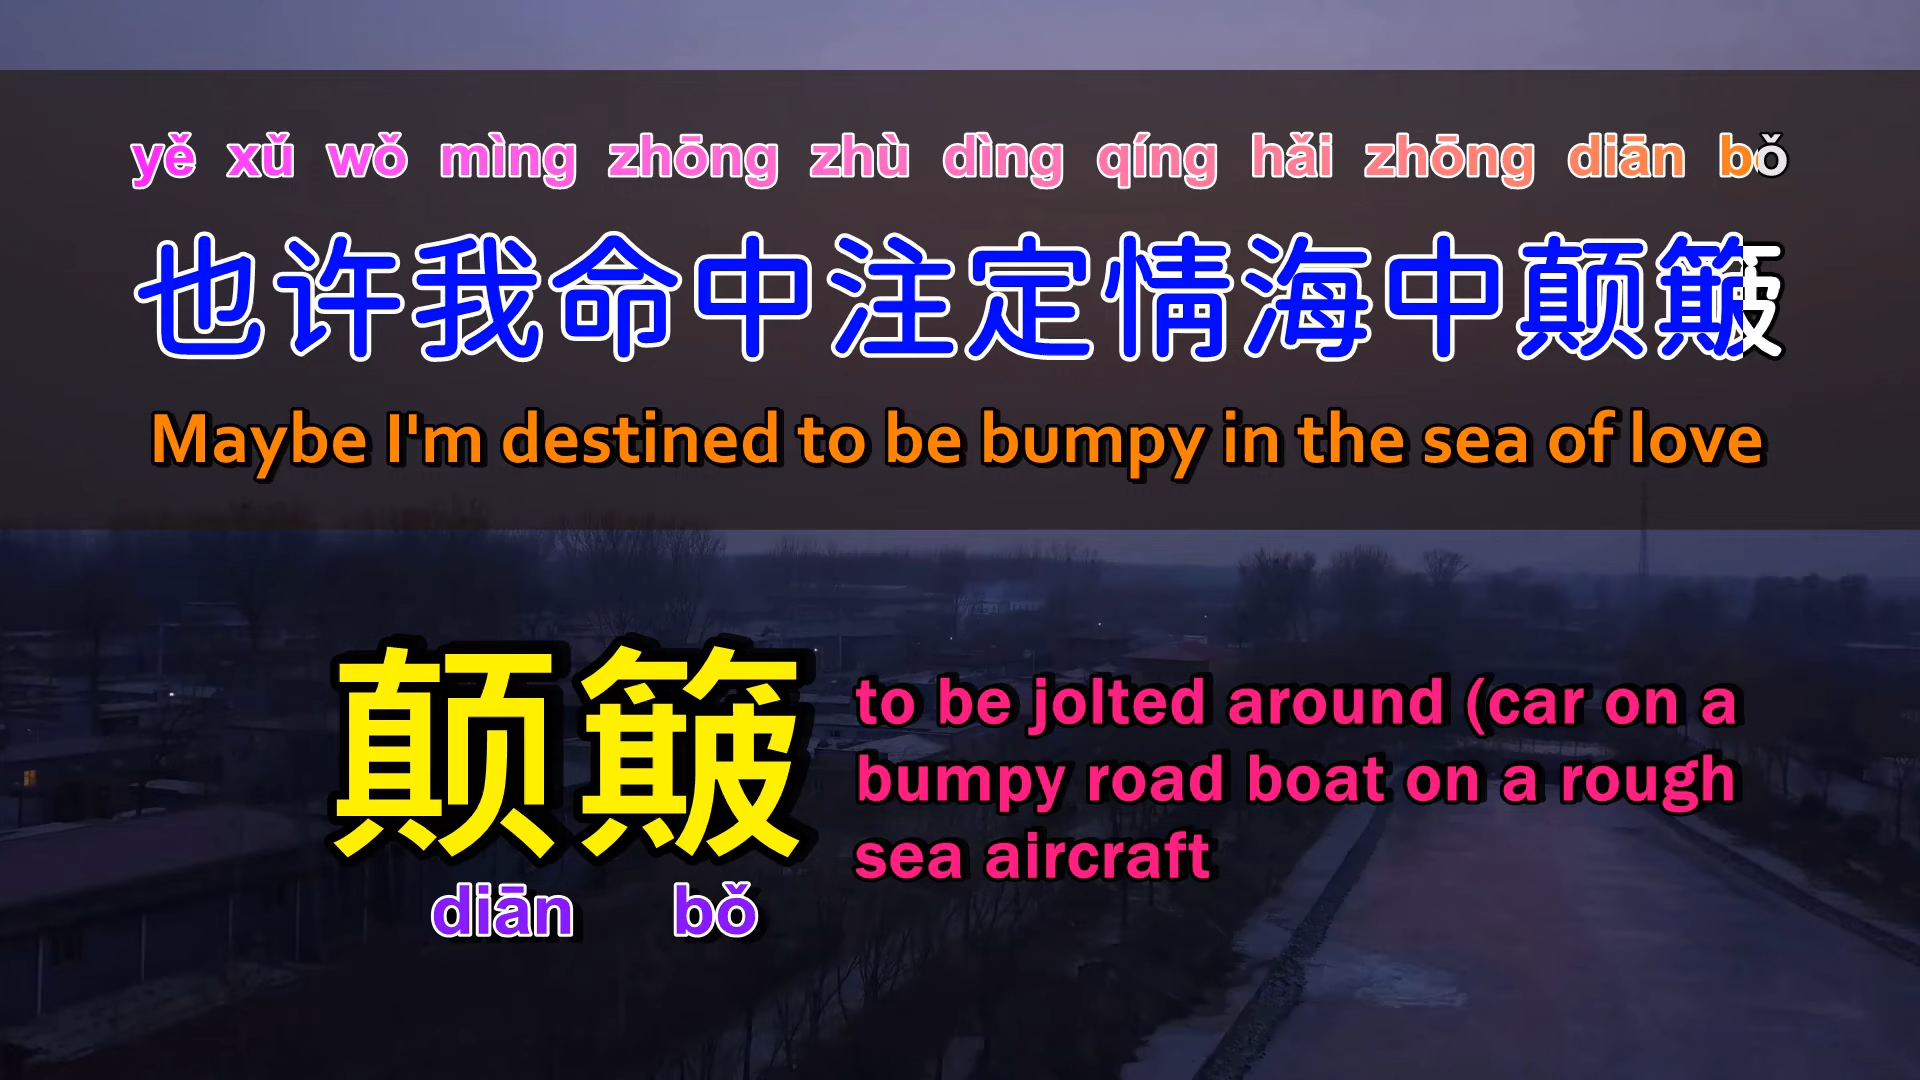 yě xǔ wǒ mìng zhōng zhù dìng qíng hǎi zhōng diān bǒ
也许我命中注定情海中颠簸
Maybe I'm destined to be bumpy in the sea of love
颠簸
diān bǒ
to be jolted around (car on a
bumpy road boat on a rough
sea aircraft